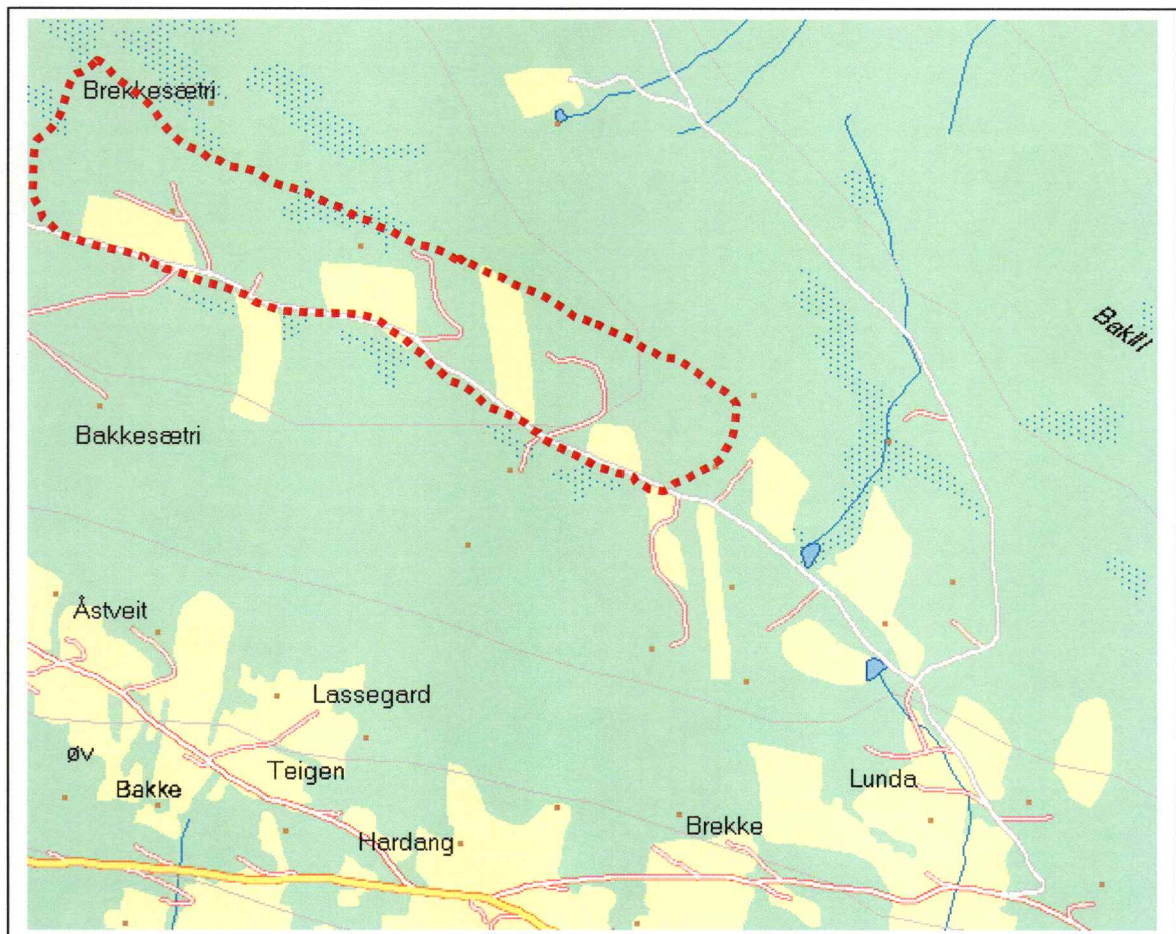 Brekkesætri
Bakkesætri
Åstveit
Lassegard
øv
Teigen
Bakke
Hardang
Brekke
Lunda